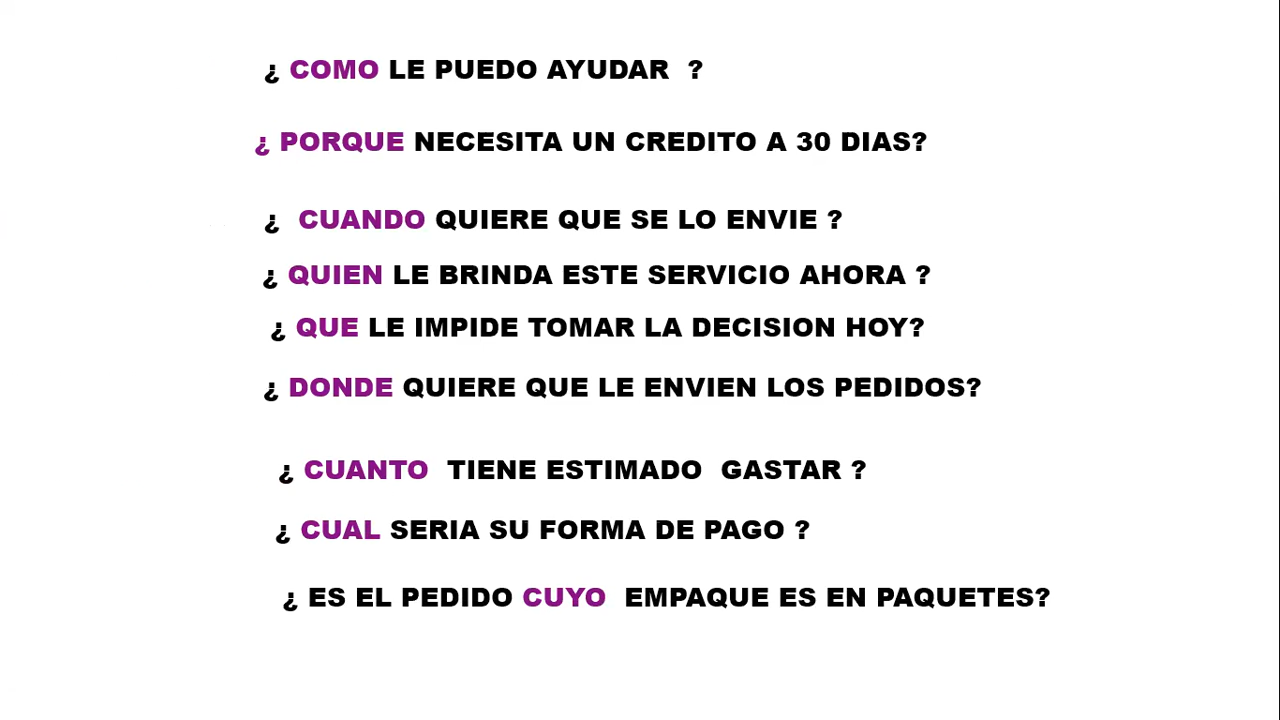 ¿ COMO LE PUEDO AYUDAR ?
¿ PORQUE NECESITA UN CREDITO A 30 DIAS?
¿ CUANDO QUIERE QUE SE LO ENVIE ?
¿ QUIEN LE BRINDA ESTE SERVICIO AHORA ?
¿ QUE LE IMPIDE TOMAR LA DECISION HOY?
¿ DONDE QUIERE QUE LE ENVIEN LOS PEDIDOS?
¿ CUANTO TIENE ESTIMADO GASTAR ?
¿ CUAL SERIA SU FORMA DE PAGO ?
¿ ES EL PEDIDO CUYO EMPAQUE ES EN PAQUETES?